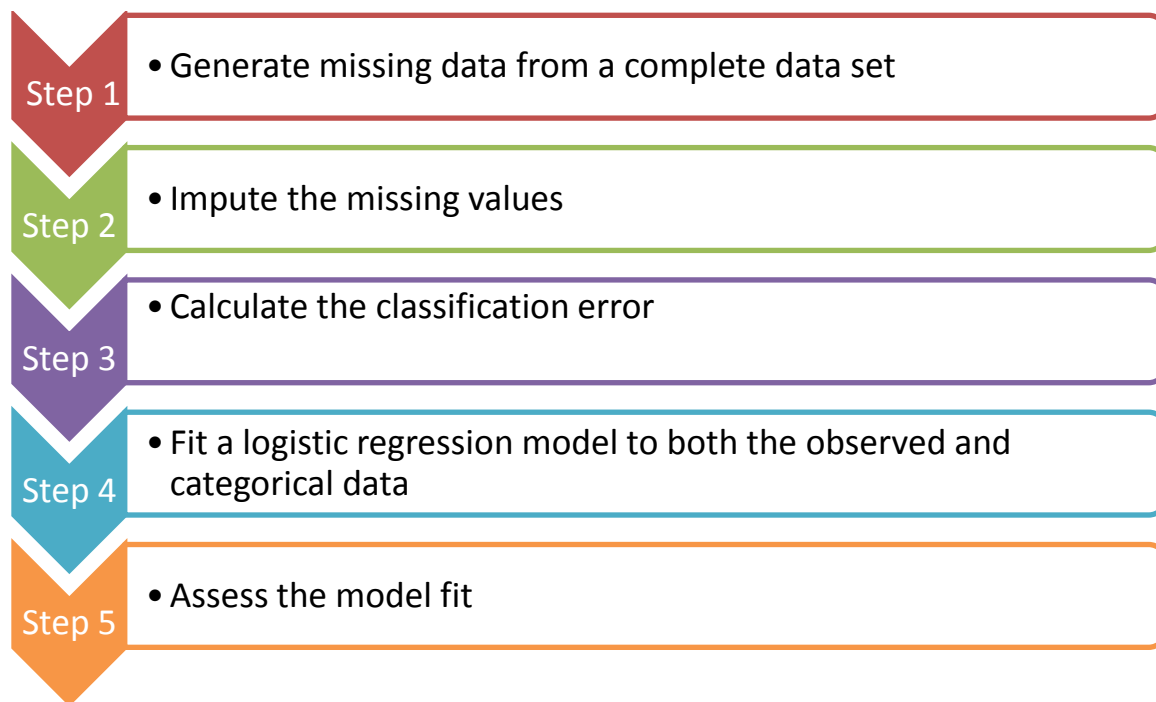 Step 1
• Generate missing data from a complete data set
Step 2
• Impute the missing values
Step 3
• Calculate the classification error
Step 4
• Fit a logistic regression model to both the observed and
categorical data
Step 5
• Assess the model fit